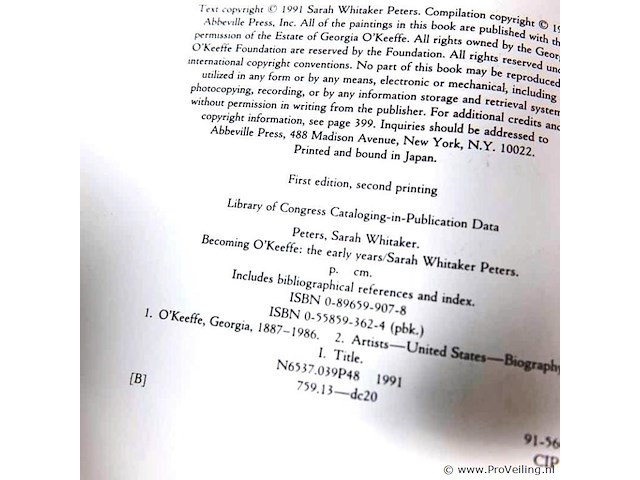 Text copyright © 1991 Sarah Whitaker Peters. Compilation copyright © 19
Abbeville Press, Inc. All of the paintings in this book are published with th
permission of the Estate of Georgia O'Keeffe. All rights owned by the Georg
O'Keeffe Foundation are reserved by the Foundation. All rights reserved und
international copyright conventions. No part of this book may be reproduced
utilized in any form or by any means, electronic or mechanical, including
photocopying, recording, or by any information storage and retrieval system
without permission in writing from the publisher. For additional credits and
copyright information, see page 399. Inquiries should be addressed to
Abbeville Press, 488 Madison Avenue, New York, N.Y. 10022.
Printed and bound in Japan.
First edition, second printing
Library of Congress Cataloging-in-Publication Data
Peters, Sarah Whitaker.
Becoming O'Keeffe: the early years/Sarah Whitaker Peters.
p. cm.
Includes bibliographical references and index.
ISBN 0-89659-907-8
ISBN 0-55859-362-4 (pbk.)
1. O'Keeffe, Georgia, 1887–1986. 2. Artists—United States—Biography
I. Title.
N6537.039P48 1991
759.13—dc20
[B]
91-56
CIP
© www.ProVeiling.nl